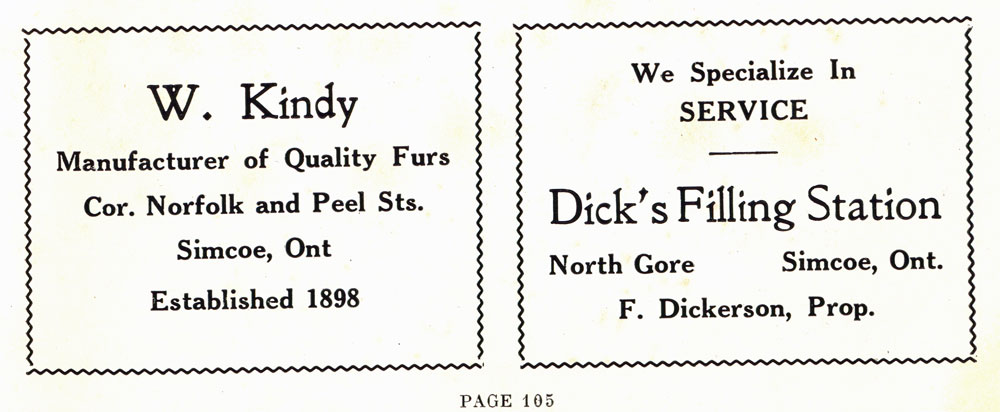 W. Kindy
Manufacturer of Quality Furs
Cor. Norfolk and Peel Sts.
Simcoe, Ont
Established 1898
We Specialize In
SERVICE
Dick's Filling Station
North Gore Simcoe, Ont.
F. Dickerson, Prop.
PAGE 105